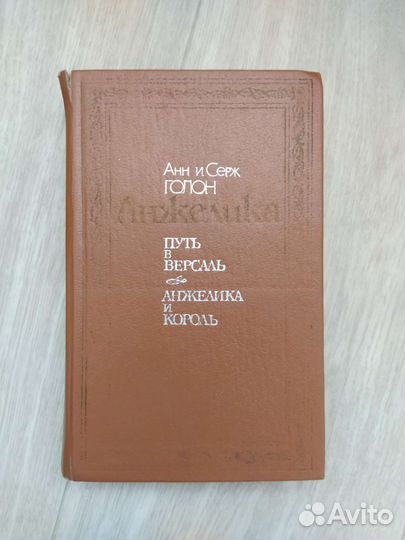 Анн и Серж
ГОЛОН
Анжелика
ПУТЬ
В
ВЕРСАЛЬ
АНЖЕЛИКА
И
КОРОЛЬ
Avito